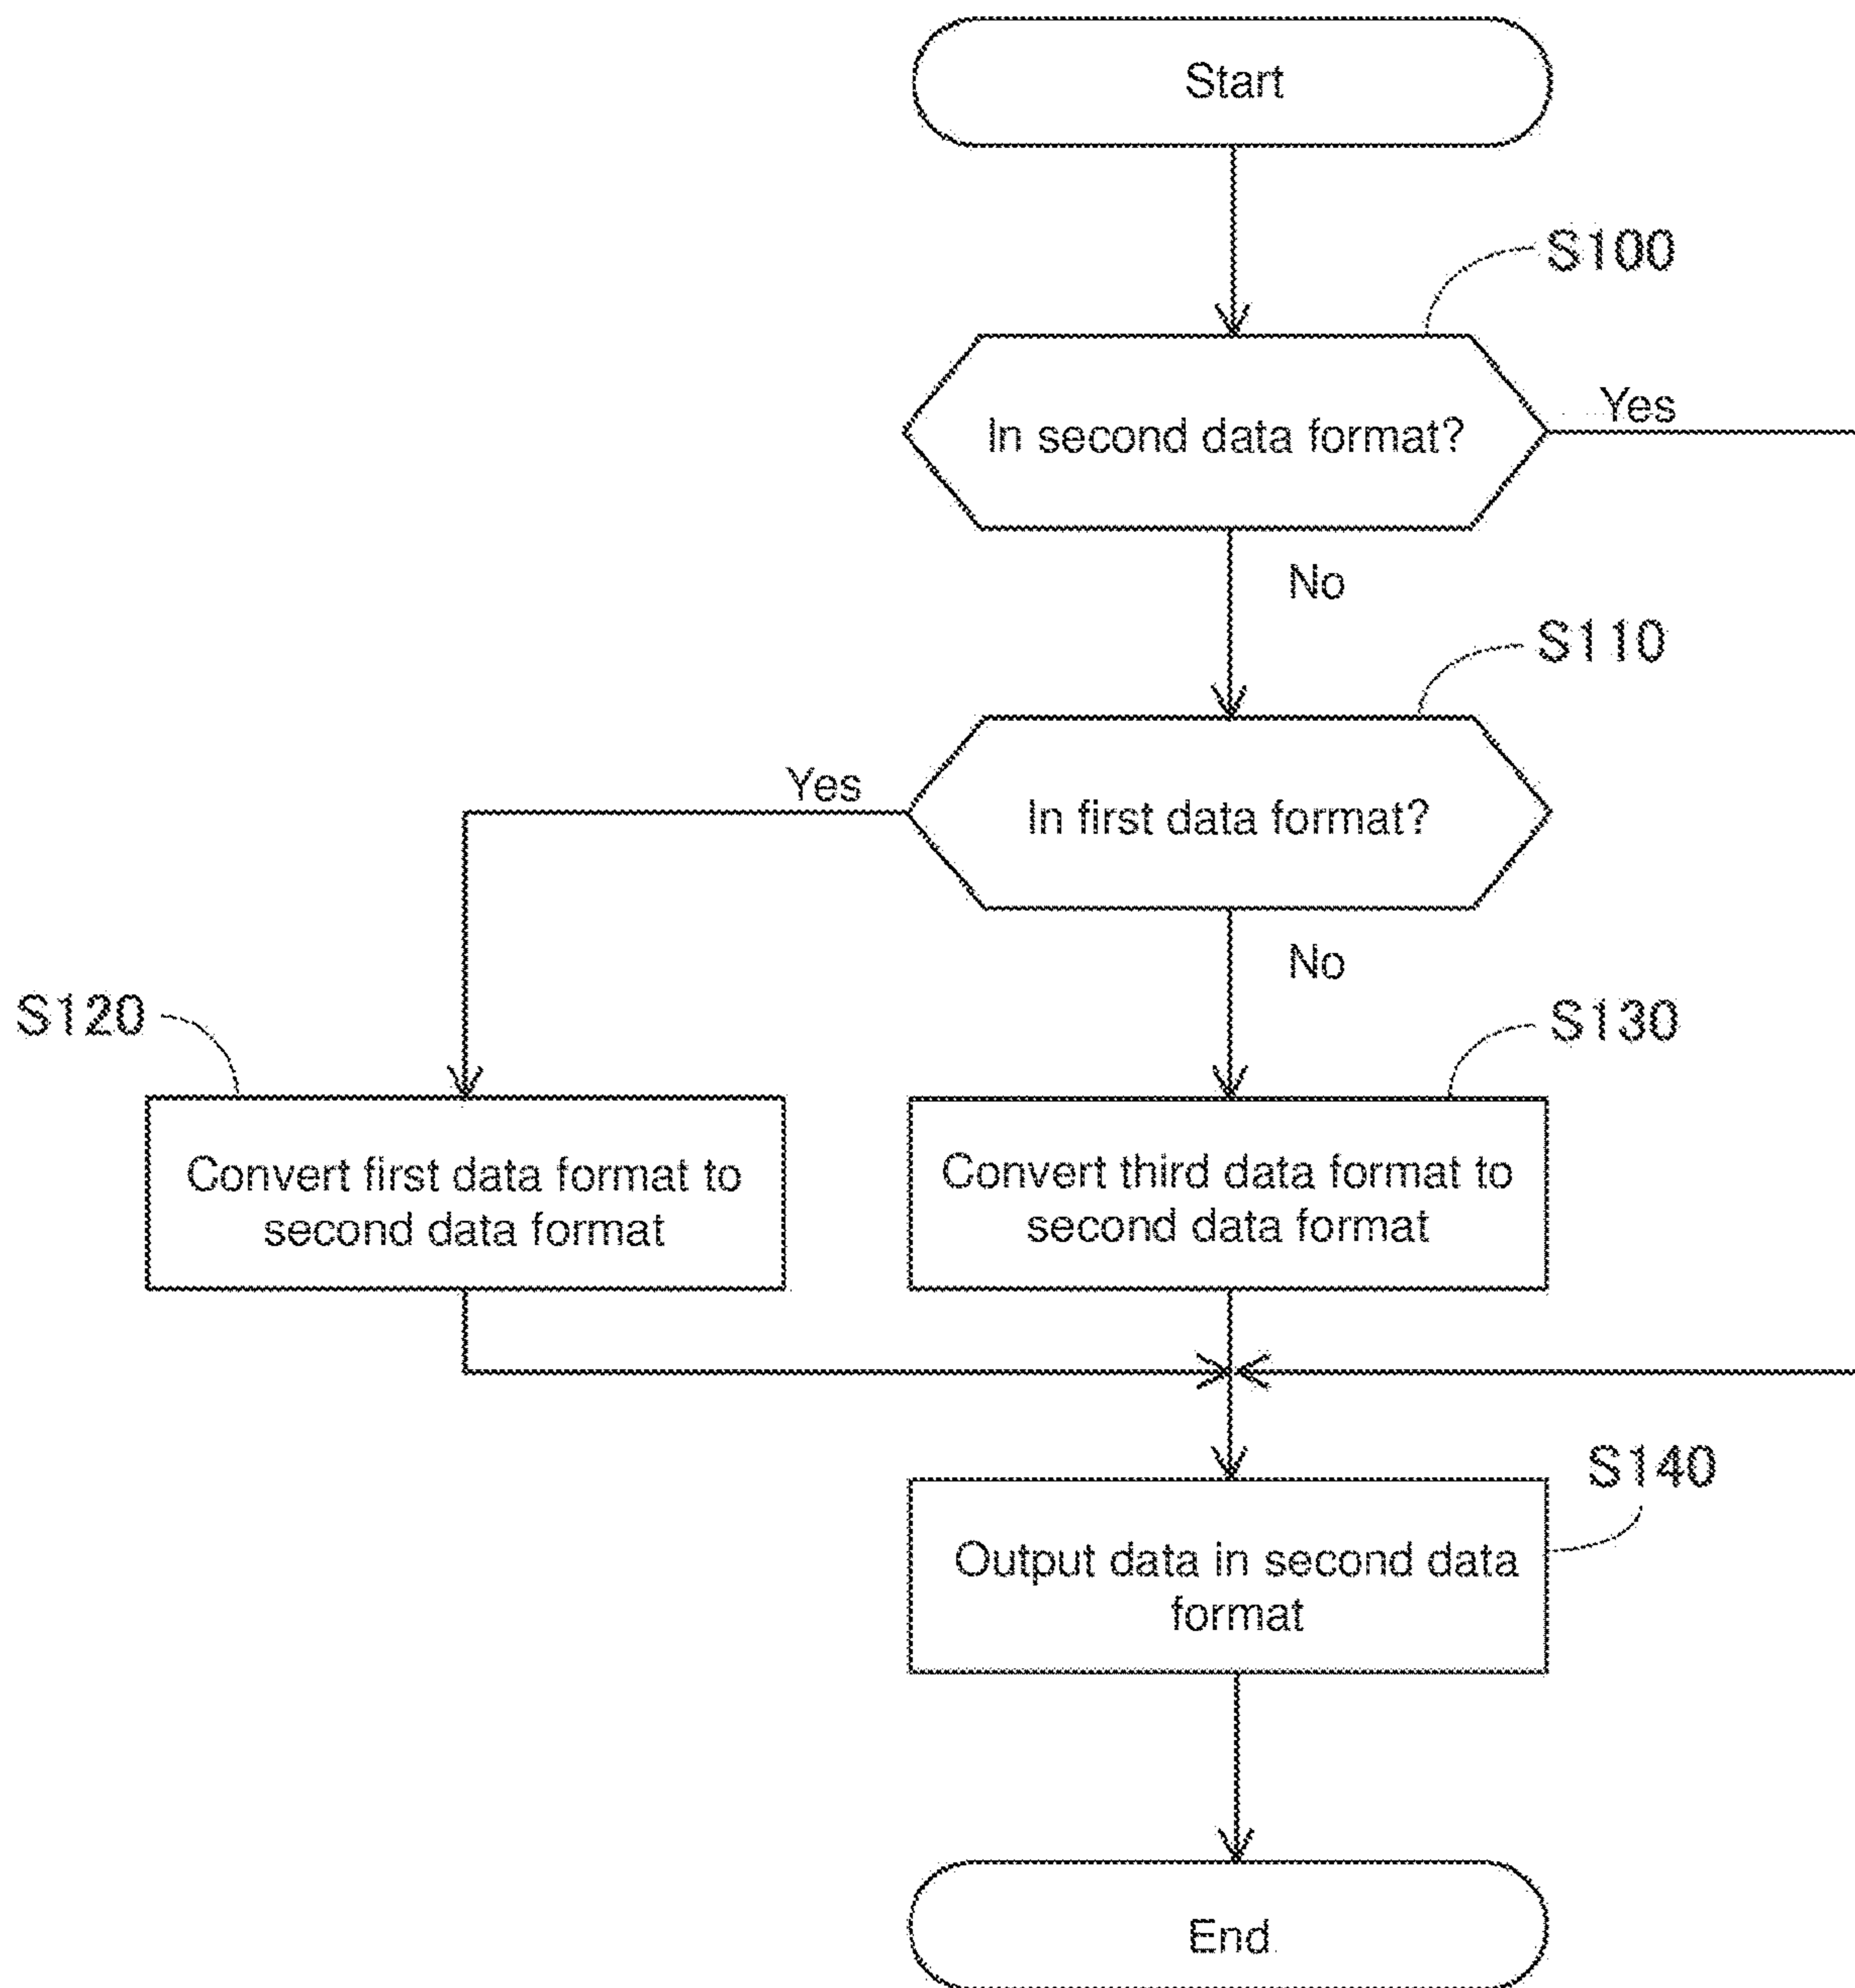 Start
S100
In second data format?
Yes
No
S110
Yes
In first data format?
No
S120
S130
Convert first data format to
second data format
Convert third data format to
second data format
S140
Output data in second data
format
End